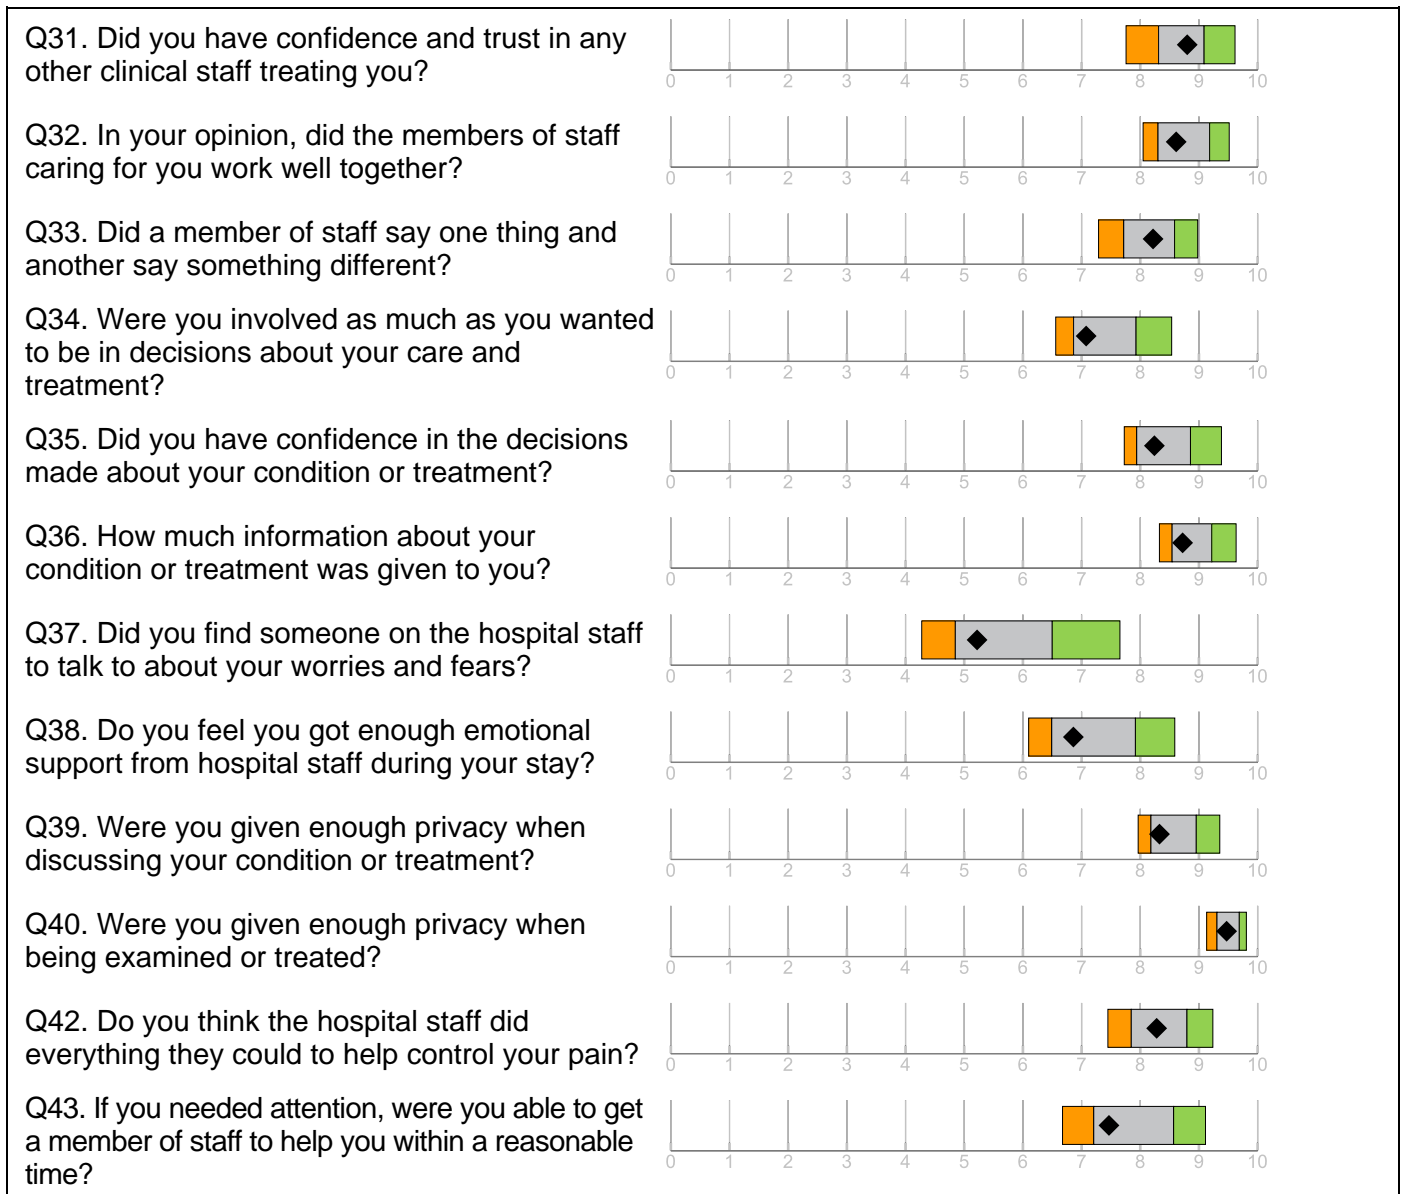 Q31. Did you have confidence and trust in any
other clinical staff treating you?
0 1 2 3 4 5 6 7 8 9 10
Q32. In your opinion, did the members of staff
caring for you work well together?
0 1 2 3 4 5 6 7 8 9 10
Q33. Did a member of staff say one thing and
another say something different?
0 1 2 3 4 5 6 7 8 9 10
Q34. Were you involved as much as you wanted
to be in decisions about your care and
treatment?
0 1 2 3 4 5 6 7 8 9 10
Q35. Did you have confidence in the decisions
made about your condition or treatment?
0 1 2 3 4 5 6 7 8 9 10
Q36. How much information about your
condition or treatment was given to you?
0 1 2 3 4 5 6 7 8 9 10
Q37. Did you find someone on the hospital staff
to talk to about your worries and fears?
0 1 2 3 4 5 6 7 8 9 10
Q38. Do you feel you got enough emotional
support from hospital staff during your stay?
0 1 2 3 4 5 6 7 8 9 10
Q39. Were you given enough privacy when
discussing your condition or treatment?
0 1 2 3 4 5 6 7 8 9 10
Q40. Were you given enough privacy when
being examined or treated?
0 1 2 3 4 5 6 7 8 9 10
Q42. Do you think the hospital staff did
everything they could to help control your pain?
0 1 2 3 4 5 6 7 8 9 10
Q43. If you needed attention, were you able to get
a member of staff to help you within a reasonable
time?
0 1 2 3 4 5 6 7 8 9 10